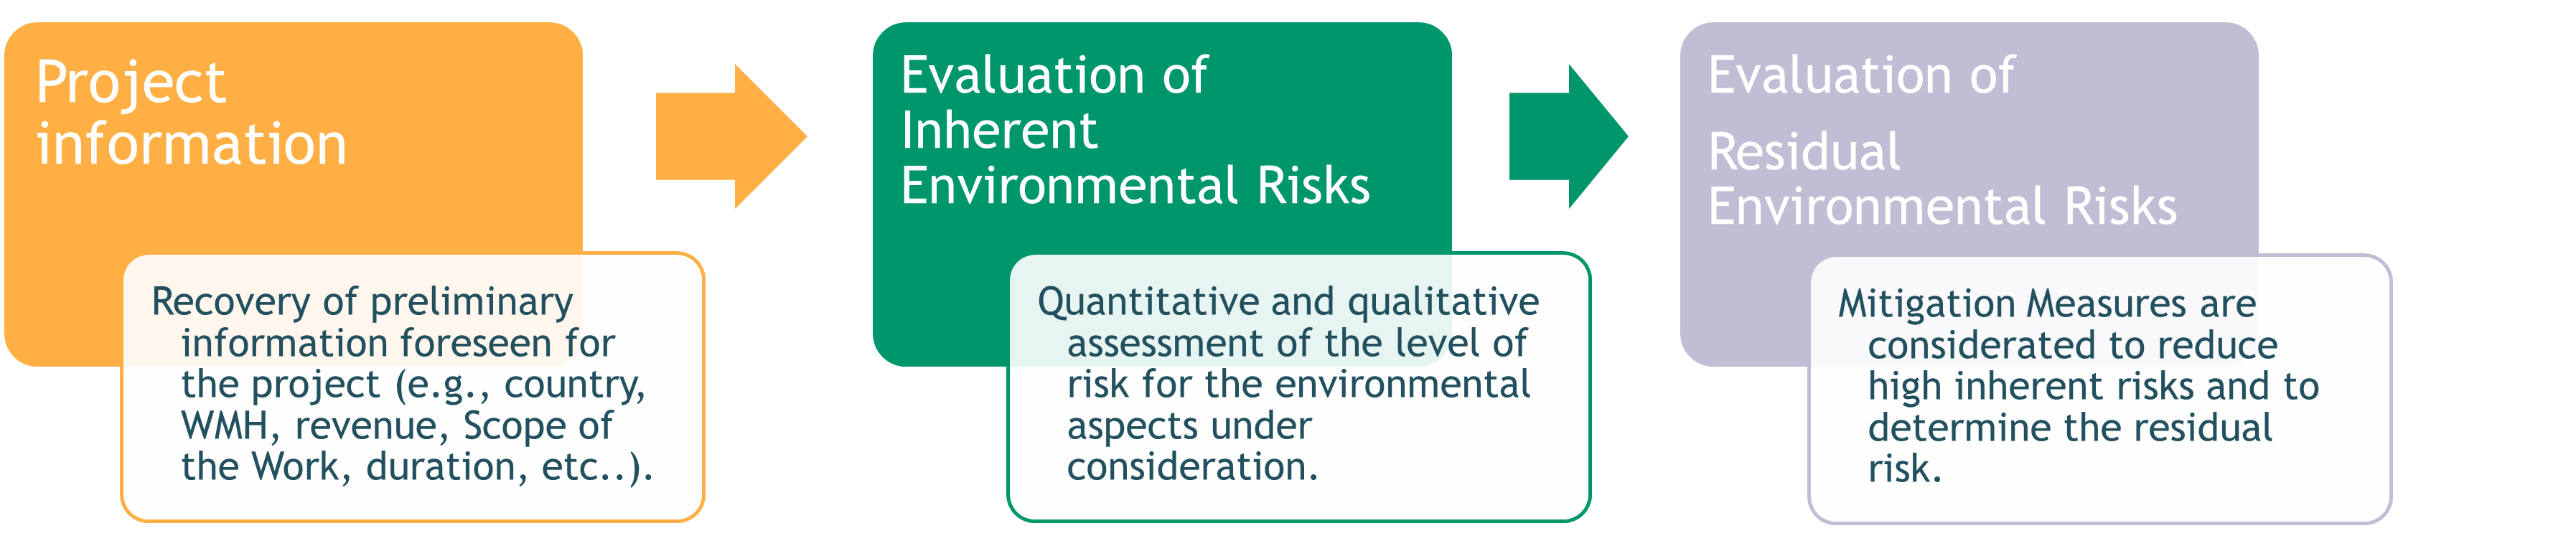 Project
information
Recovery of preliminary
information foreseen for
the project (e.g., country,
WMH, revenue, Scope of
the Work, duration, etc..).
Evaluation of
Inherent
Environmental Risks
Quantitative and qualitative
assessment of the level of
risk for the environmental
aspects under
consideration.
Evaluation of
Residual
Environmental Risks
Mitigation Measures are
considerated to reduce
high inherent risks and to
determine the residual
risk.